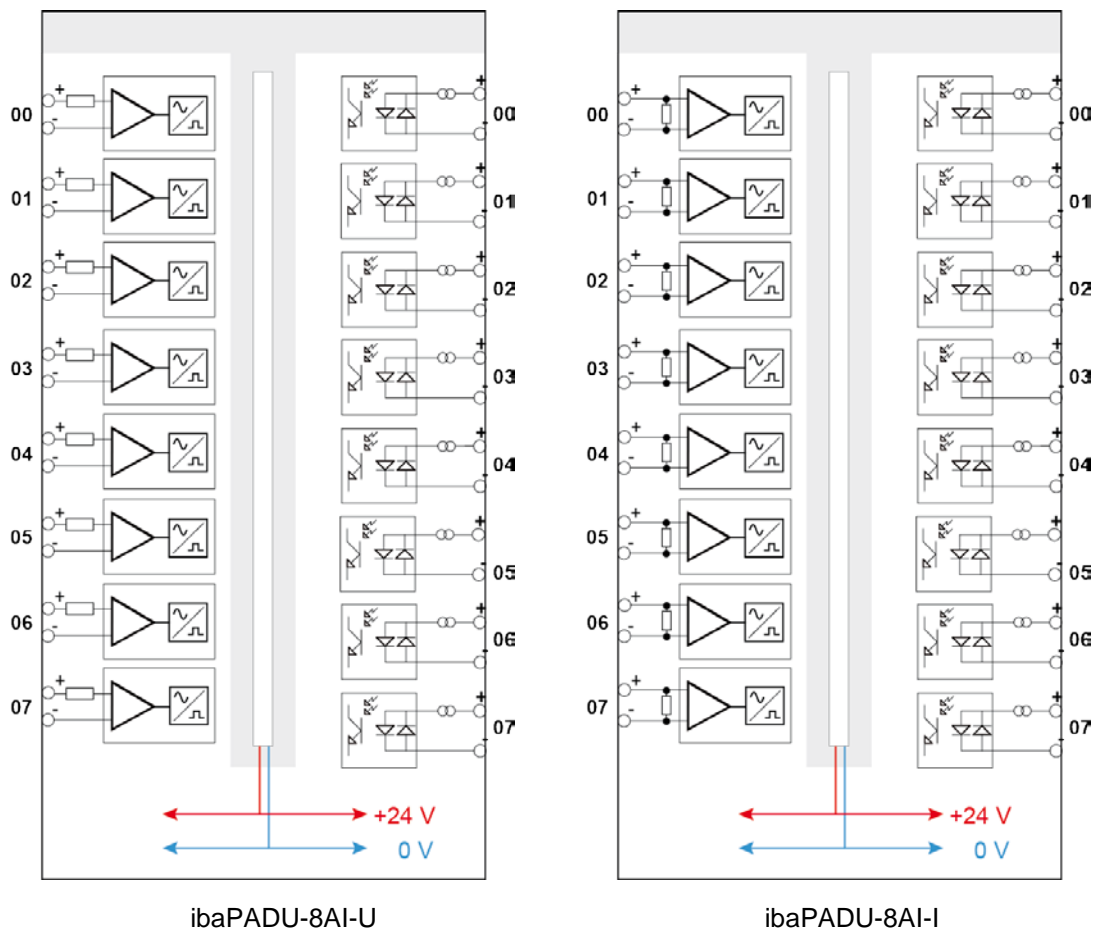 + + + +
00 - 00 00 - 00
+ + + +
01 - - 01 01 - - 01
+ + + +
02 - - 02 02 - - 02
+ + + +
03 - - 03 03 - - 03
+ + + +
04 - - 04 04 - - 04
+ + + +
05 - - 05 05 - - 05
+ + + +
06 - - 06 06 - - 06
+ + + +
07 - - 07 07 - - 07
+24 V +24 V
0 V 0 V
ibaPADU-8AI-U ibaPADU-8AI-I